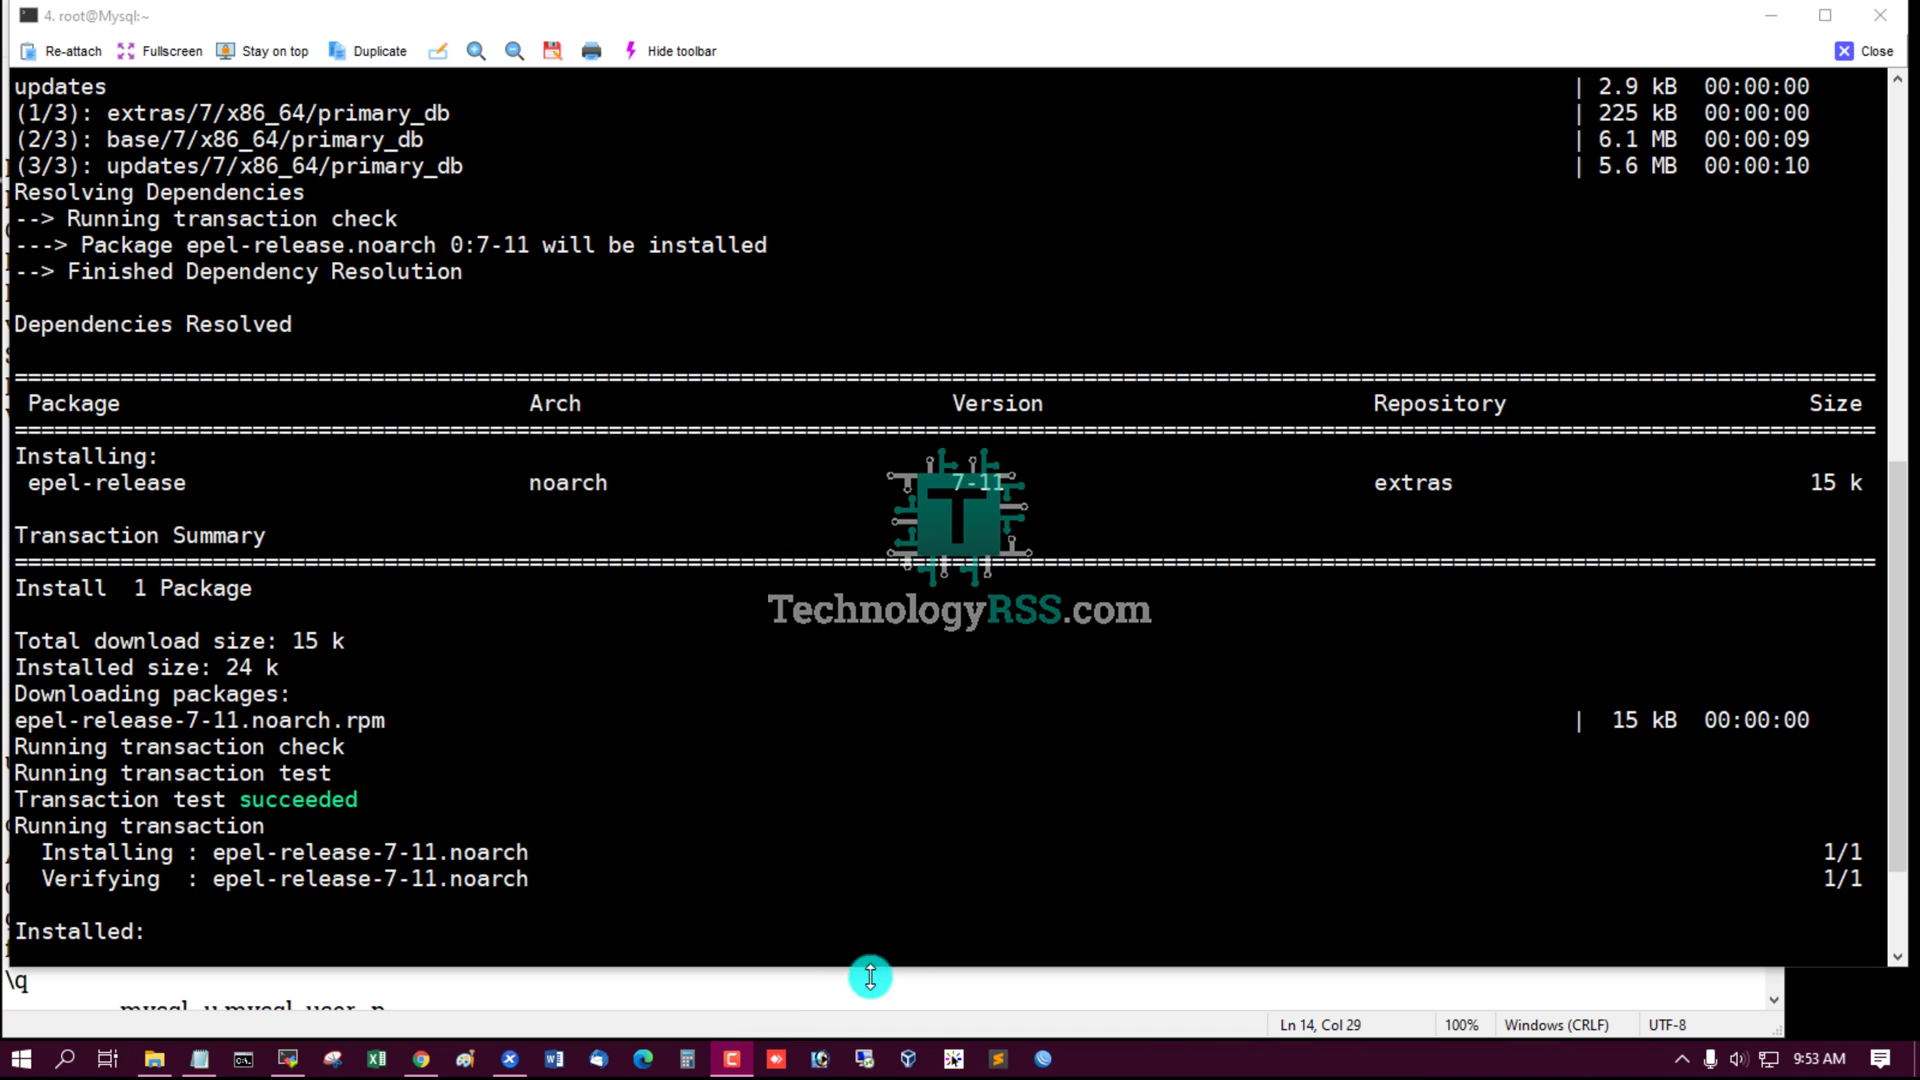 4. root@Mysql:~
Re-attach Fullscreen Stay on top Duplicate Hide toolbar Close
updates | 2.9 kB 00:00:00
(1/3): extras/7/x86_64/primary_db | 225 kB 00:00:00
(2/3): base/7/x86_64/primary_db | 6.1 MB 00:00:09
(3/3): updates/7/x86_64/primary_db | 5.6 MB 00:00:10
Resolving Dependencies
--> Running transaction check
---> Package epel-release.noarch 0:7-11 will be installed
--> Finished Dependency Resolution
Dependencies Resolved
Package Arch Version Repository Size
Installing:
epel-release noarch 7-11 extras 15 k
Transaction Summary
Install 1 Package
TechnologyRSS.com
Total download size: 15 k
Installed size: 24 k
Downloading packages:
epel-release-7-11.noarch.rpm | 15 kB 00:00:00
Running transaction check
Running transaction test
Transaction test succeeded
Running transaction
Installing : epel-release-7-11.noarch 1/1
Verifying : epel-release-7-11.noarch 1/1
Installed:
\q
Ln 14, Col 29 100% Windows (CRLF) UTF-8
9:53 AM